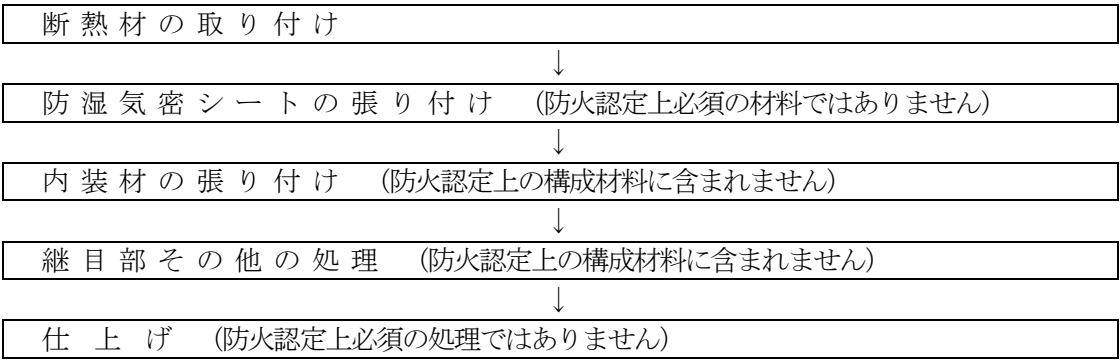 断熱材の取り付け
↓
防湿気密シートの張り付け (防火認定上必須の材料ではありません)
↓
内装材の張り付け (防火認定上の構成材料に含まれません)
↓
継目部その他の処理 (防火認定上の構成材料に含まれません)
↓
仕上げ (防火認定上必須の処理ではありません)